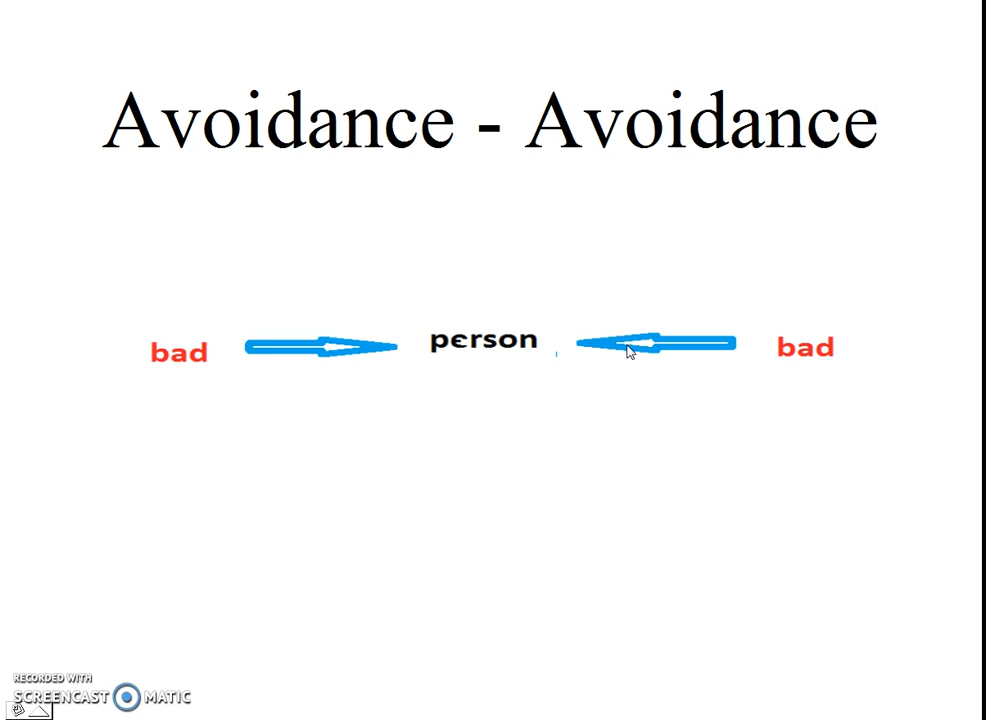 Avoidance - Avoidance
bad person bad
RECORDED WITH
SCREENCAST MATIC